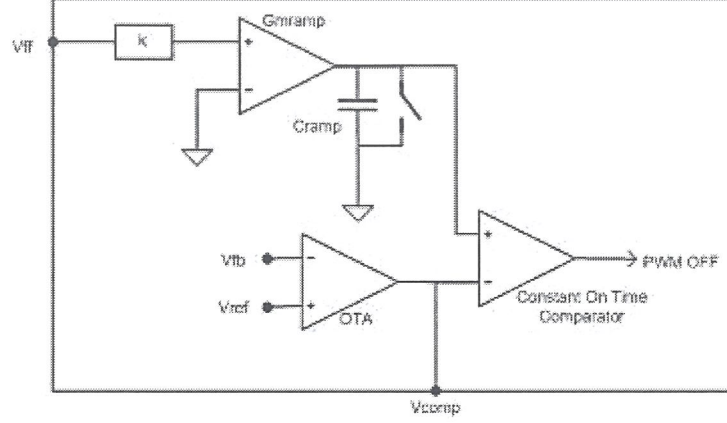 Gmramp
Vff
k
+
−
Cramp
+
Vfb
−
−
PWM OFF
Vref
+
OTA
Constant On Time
Comparator
Vcomp